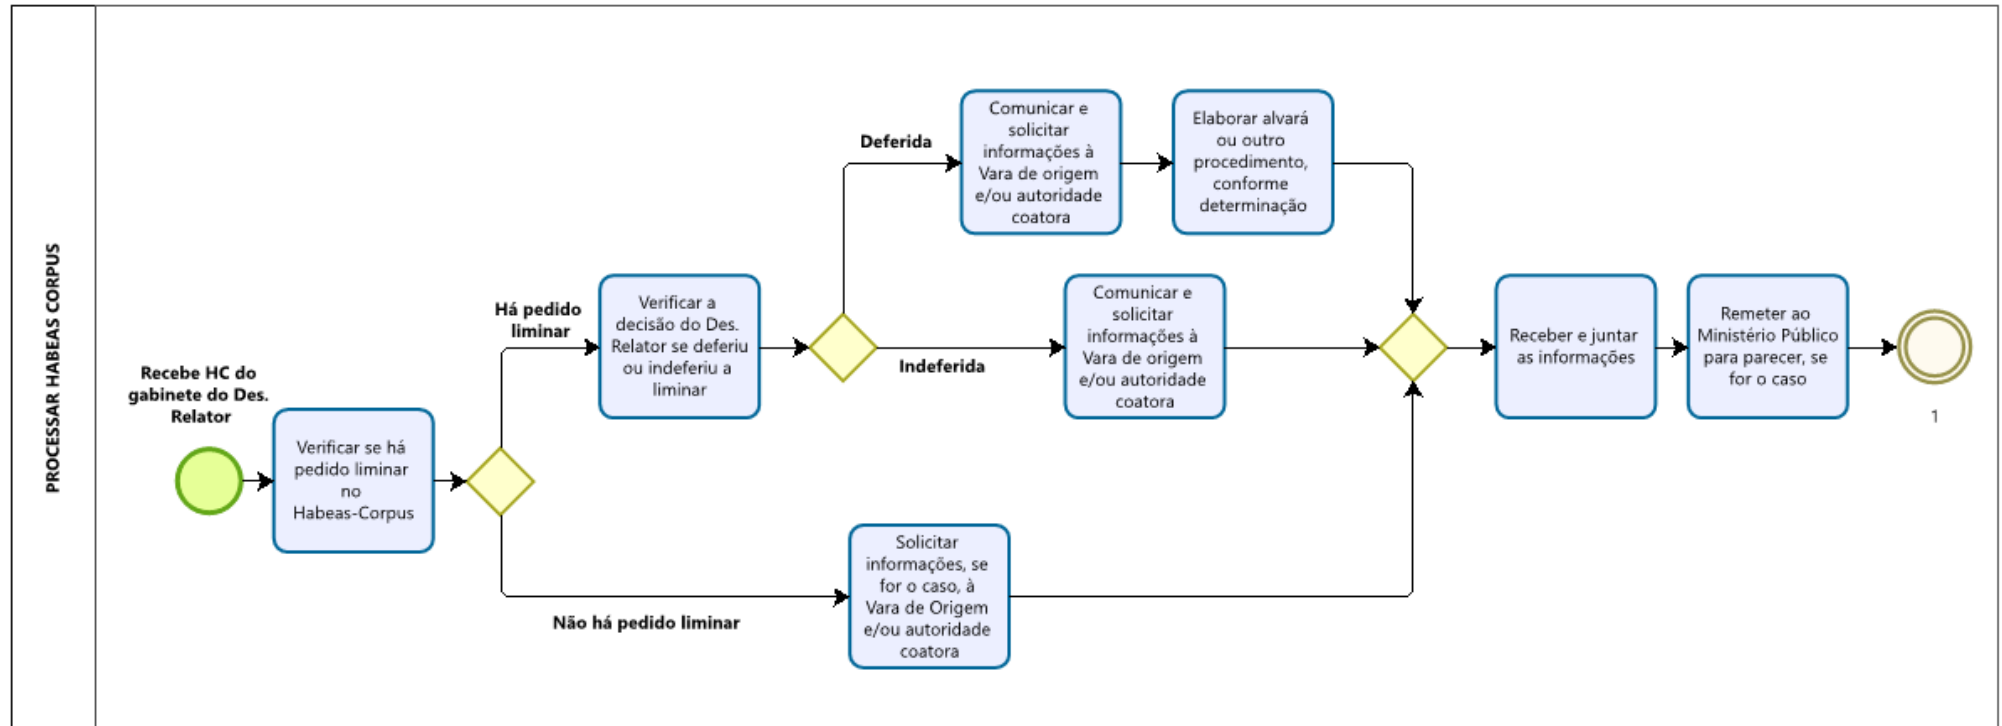 PROCESSAR HABEAS CORPUS
Recebe HC do
gabinete do Des.
Relator
Verificar se há
pedido liminar
no
Habeas-Corpus
Há pedido
liminar
Verificar a
decisão do Des.
Relator se deferiu
ou indeferiu a
liminar
Deferida
Comunicar e
solicitar
informações à
Vara de origem
e/ou autoridade
coatora
Elaborar alvará
ou outro
procedimento,
conforme
determinação
Indeferida
Comunicar e
solicitar
informações à
Vara de origem
e/ou autoridade
coatora
Não há pedido liminar
Solicitar
informações, se
for o caso, à
Vara de Origem
e/ou autoridade
coatora
Receber e juntar
as informações
Remeter ao
Ministério Público
para parecer, se
for o caso
1